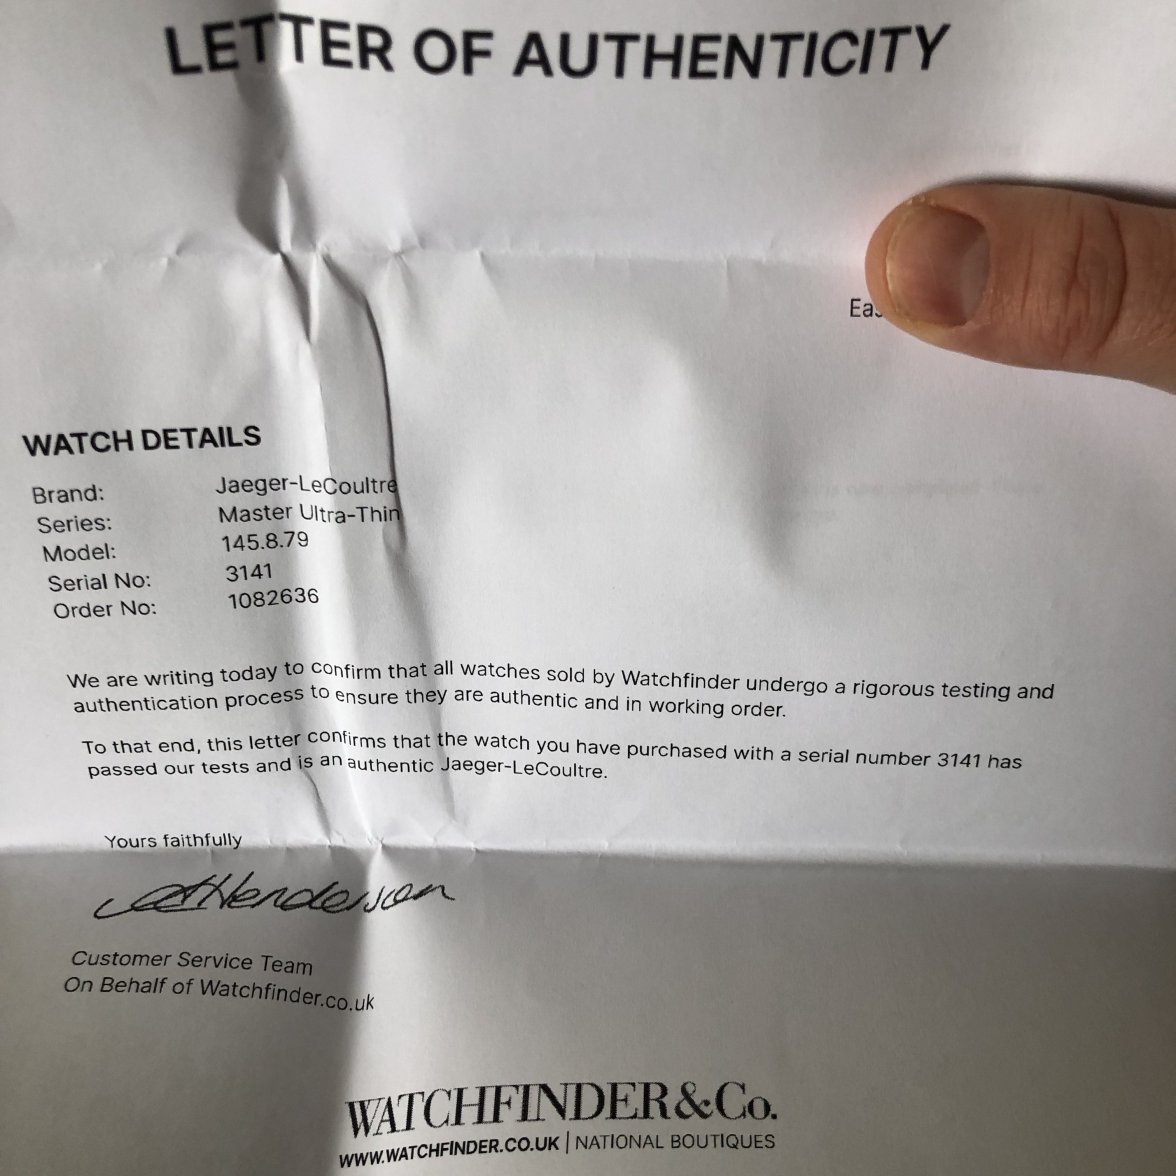 LETTER OF AUTHENTICITY
WATCH DETAILS
Brand: Jaeger-LeCoultre
Series: Master Ultra-Thin
Model: 145.8.79
Serial No: 3141
Order No: 1082636
We are writing today to confirm that all watches sold by Watchfinder undergo a rigorous testing and
authentication process to ensure they are authentic and in working order.
To that end, this letter confirms that the watch you have purchased with a serial number 3141 has
passed our tests and is an authentic Jaeger-LeCoultre.
Yours faithfully
Henderson
Customer Service Team
On Behalf of Watchfinder.co.uk
WATCHFINDER&Co.
WWW.WATCHFINDER.CO.UK | NATIONAL BOUTIQUES